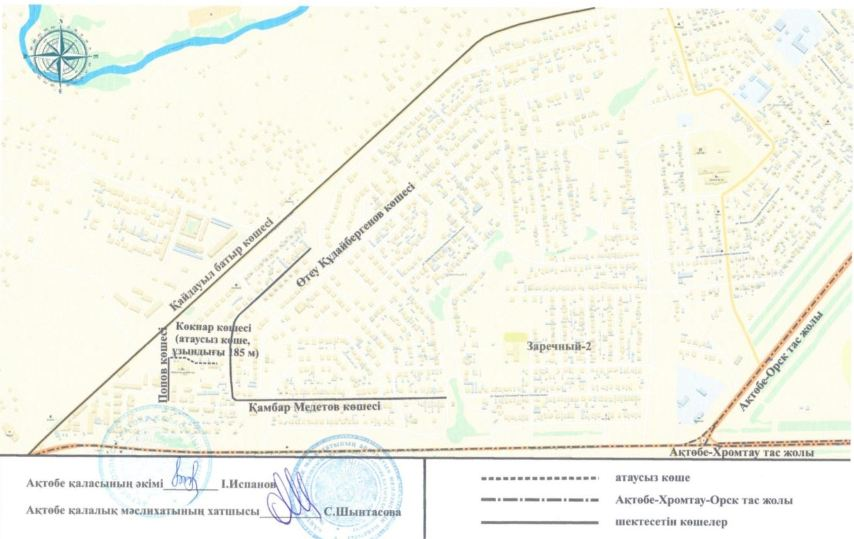 Қайдауыл батыр көшесі
Өтеу Құлайбергенов көшесі
Попов көшесі
Көкпар көшесі
(атаусыз көше,
ұзындығы 185 м)
Заречный-2
Қамбар Медетов көшесі
Ақтөбе-Орск тас жолы
Ақтөбе-Хромтау тас жолы
Ақтөбе қаласының әкімі І.Испанов
Ақтөбе қалалық мәслихатының хатшысы С.Шынтасова
атаусыз көше
Ақтөбе-Хромтау-Орск тас жолы
шектесетін көшелер